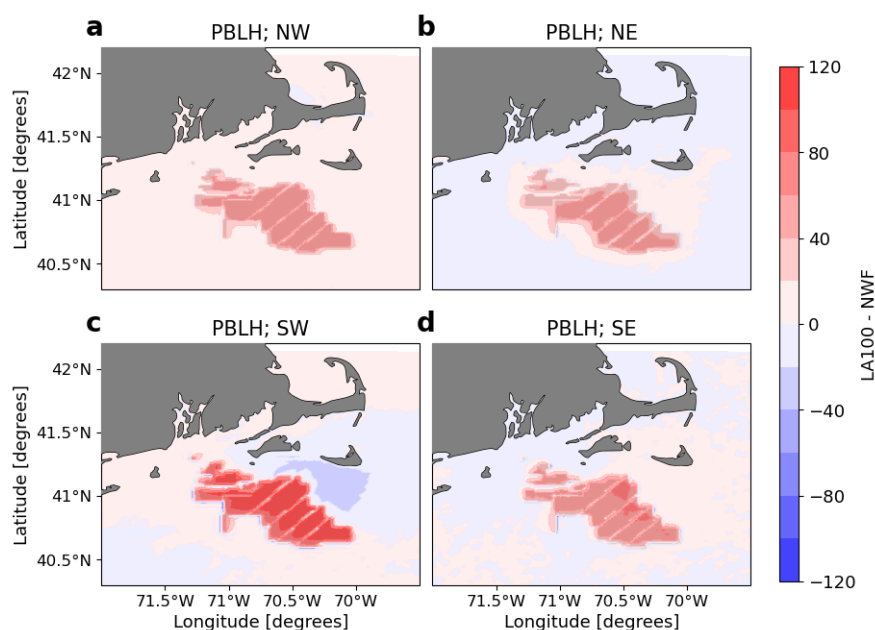 a PBLH; NW
b PBLH; NE
42°N
41.5°N
41°N
40.5°N
Latitude [degrees]
c PBLH; SW
d PBLH; SE
42°N
41.5°N
41°N
40.5°N
Latitude [degrees]
71.5°W 71°W 70.5°W 70°W
Longitude [degrees]
71.5°W 71°W 70.5°W 70°W
Longitude [degrees]
120
80
40
0
−40
−80
−120
LA100 - NWF